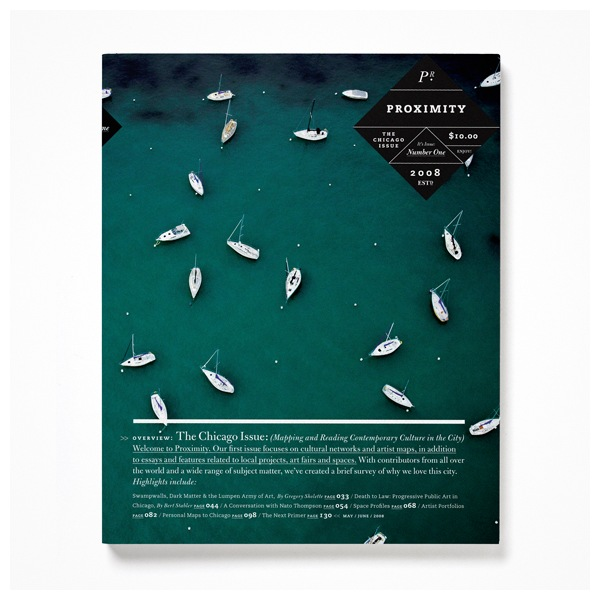 PR.
PROXIMITY
THE CHICAGO ISSUE
It's Issue Number One
$10.00
enjoy!
2008
ESTD
ne
>> OVERVIEW: The Chicago Issue: (Mapping and Reading Contemporary Culture in the City)
Welcome to Proximity. Our first issue focuses on cultural networks and artist maps, in addition
to essays and features related to local projects, art fairs and spaces. With contributors from all over
the world and a wide range of subject matter, we've created a brief survey of why we love this city.
Highlights include:
Swampwalls, Dark Matter & the Lumpen Army of Art, By Gregory Sholette PAGE 033 / Death to Law: Progressive Public Art in
Chicago, By Bert Stabler PAGE 044 / A Conversation with Nato Thompson PAGE 054 / Space Profiles PAGE 068 / Artist Portfolios
PAGE 082 / Personal Maps to Chicago PAGE 098 / The Next Primer PAGE 130 << MAY / JUNE / 2008